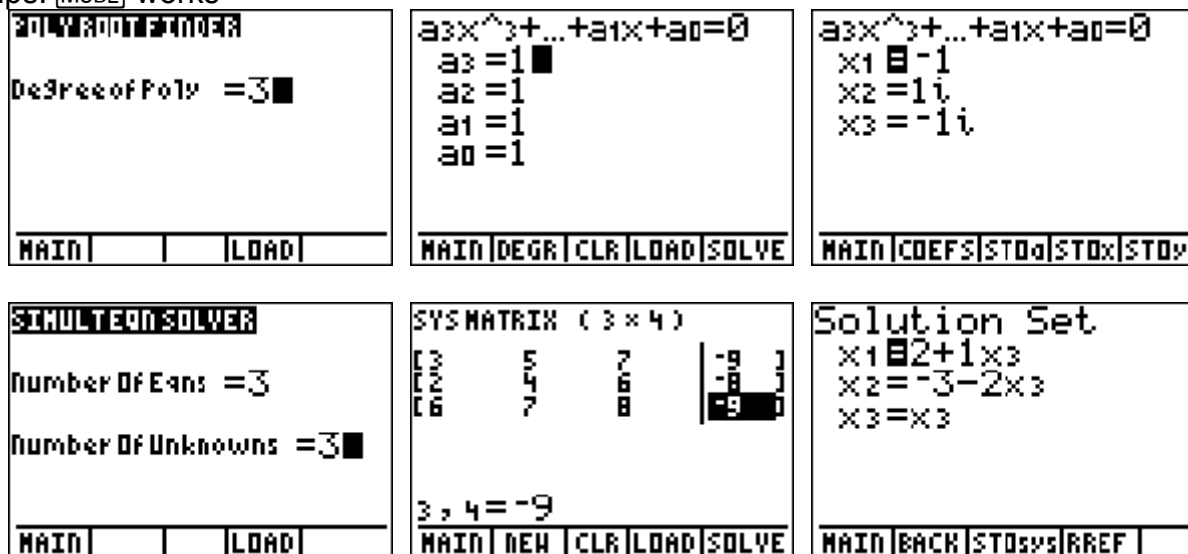 MODE works
POLY ROOT FINDER
Degree of Poly =3
MAIN LOAD
a3x^3+...+a1x+a0=0
a3 =1
a2 =1
a1 =1
a0 =1
MAIN DEGR CLR LOAD SOLVE
a3x^3+...+a1x+a0=0
x1 =-1
x2 =1i
x3 =-1i
MAIN COEFS STOa STOx STOy
SIMULT EQN SOLVER
Number Of Eqns =3
Number Of Unknowns =3
MAIN LOAD
SYS MATRIX (3×4)
[3 5 7 |-9 ]
[2 4 6 |-8 ]
[6 7 8 |-9 ]
3,4=-9
MAIN NEW CLR LOAD SOLVE
Solution Set
x1=2+1x3
x2=-3-2x3
x3=x3
MAIN BACK STOsys RREF